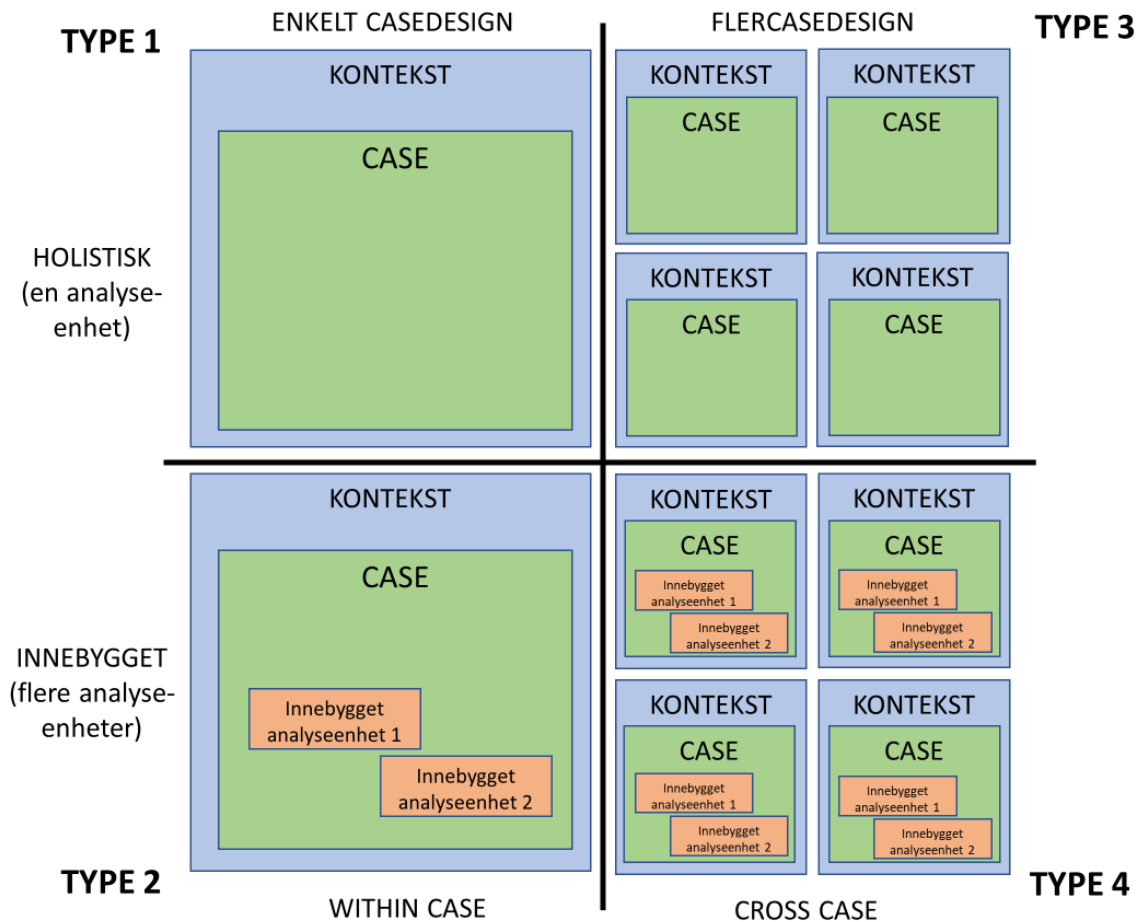 ENKELT CASEDESIGN
FLERCASEDESIGN
TYPE 1
TYPE 3
KONTEKST
CASE
HOLISTISK
(en analyse-
enhet)
KONTEKST
CASE
KONTEKST
CASE
KONTEKST
CASE
KONTEKST
CASE
KONTEKST
CASE
INNEBYGGET
(flere analyse-
enheter)
Innebygget
analyseenhet 1
Innebygget
analyseenhet 2
KONTEKST
CASE
Innebygget
analyseenhet 1
Innebygget
analyseenhet 2
KONTEKST
CASE
Innebygget
analyseenhet 1
Innebygget
analyseenhet 2
KONTEKST
CASE
Innebygget
analyseenhet 1
Innebygget
analyseenhet 2
KONTEKST
CASE
Innebygget
analyseenhet 1
Innebygget
analyseenhet 2
TYPE 2
TYPE 4
WITHIN CASE
CROSS CASE